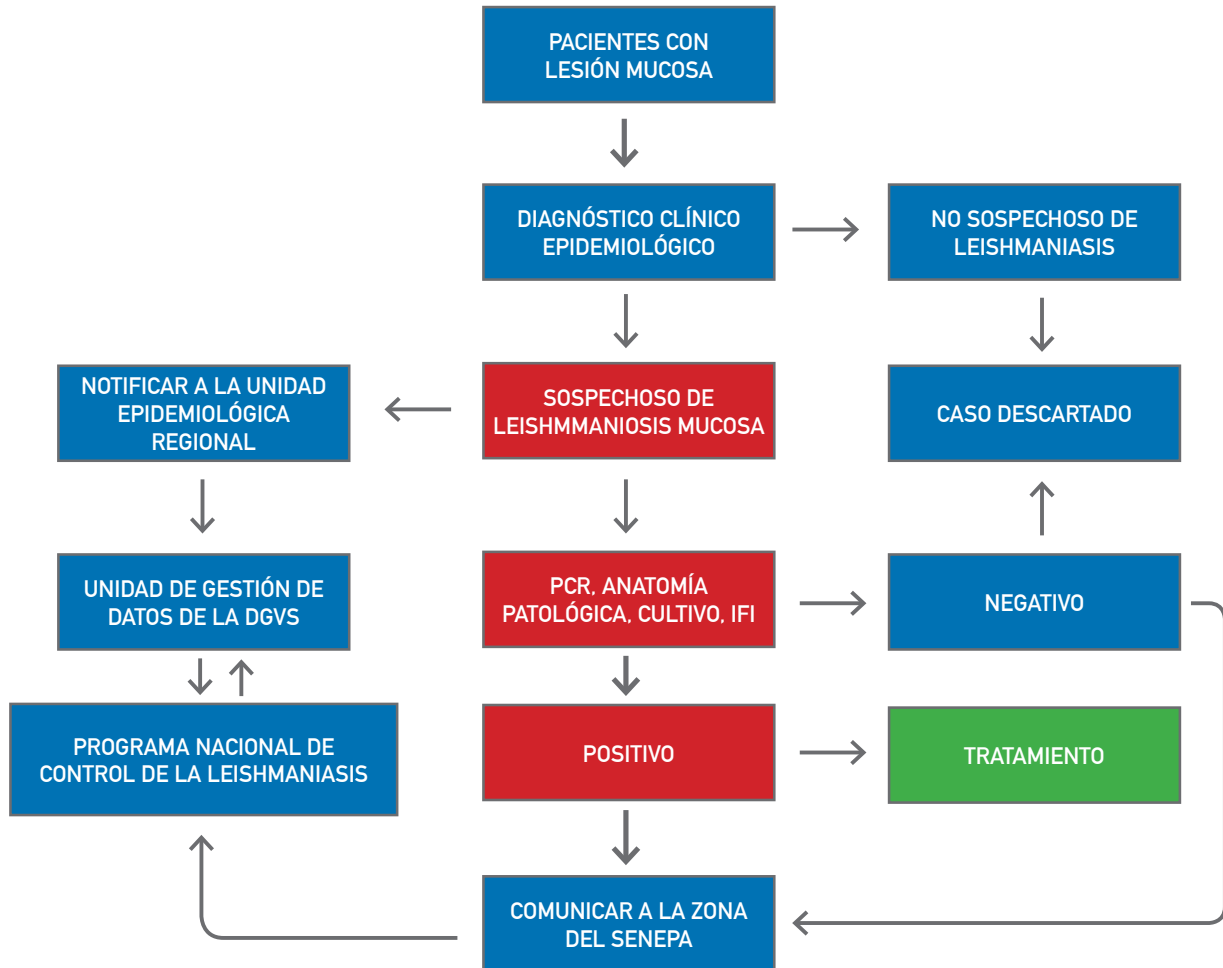 PACIENTES CON
LESIÓN MUCOSA
DIAGNÓSTICO CLÍNICO
EPIDEMIOLÓGICO
NO SOSPECHOSO DE
LEISHMANIASIS
NOTIFICAR A LA UNIDAD
EPIDEMIOLÓGICA
REGIONAL
SOSPECHOSO DE
LEISHMMANIOSIS MUCOSA
CASO DESCARTADO
UNIDAD DE GESTIÓN DE
DATOS DE LA DGVS
PCR, ANATOMÍA
PATOLÓGICA, CULTIVO, IFI
NEGATIVO
PROGRAMA NACIONAL DE
CONTROL DE LA LEISHMANIASIS
POSITIVO
TRATAMIENTO
COMUNICAR A LA ZONA
DEL SENEPA